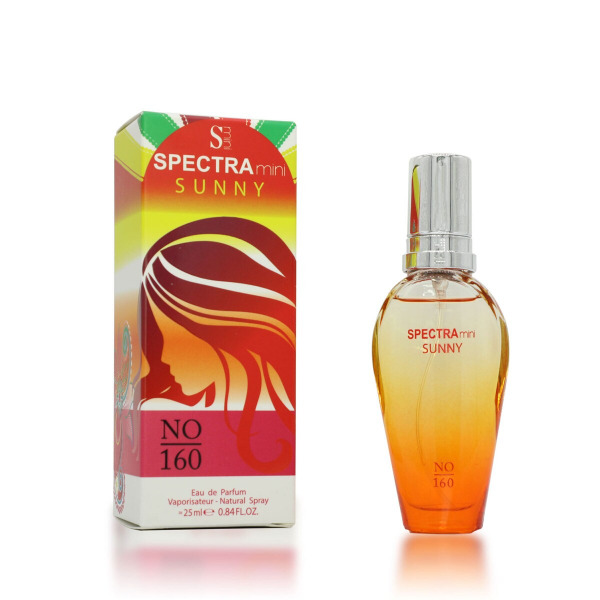 S
mini
SPECTRA mini
SUNNY
NO
160
Eau de Parfum
Vaporisateur - Natural Spray
≈ 25ml ℮ 0.84FL.OZ.
SPECTRA mini
SUNNY
NO
160